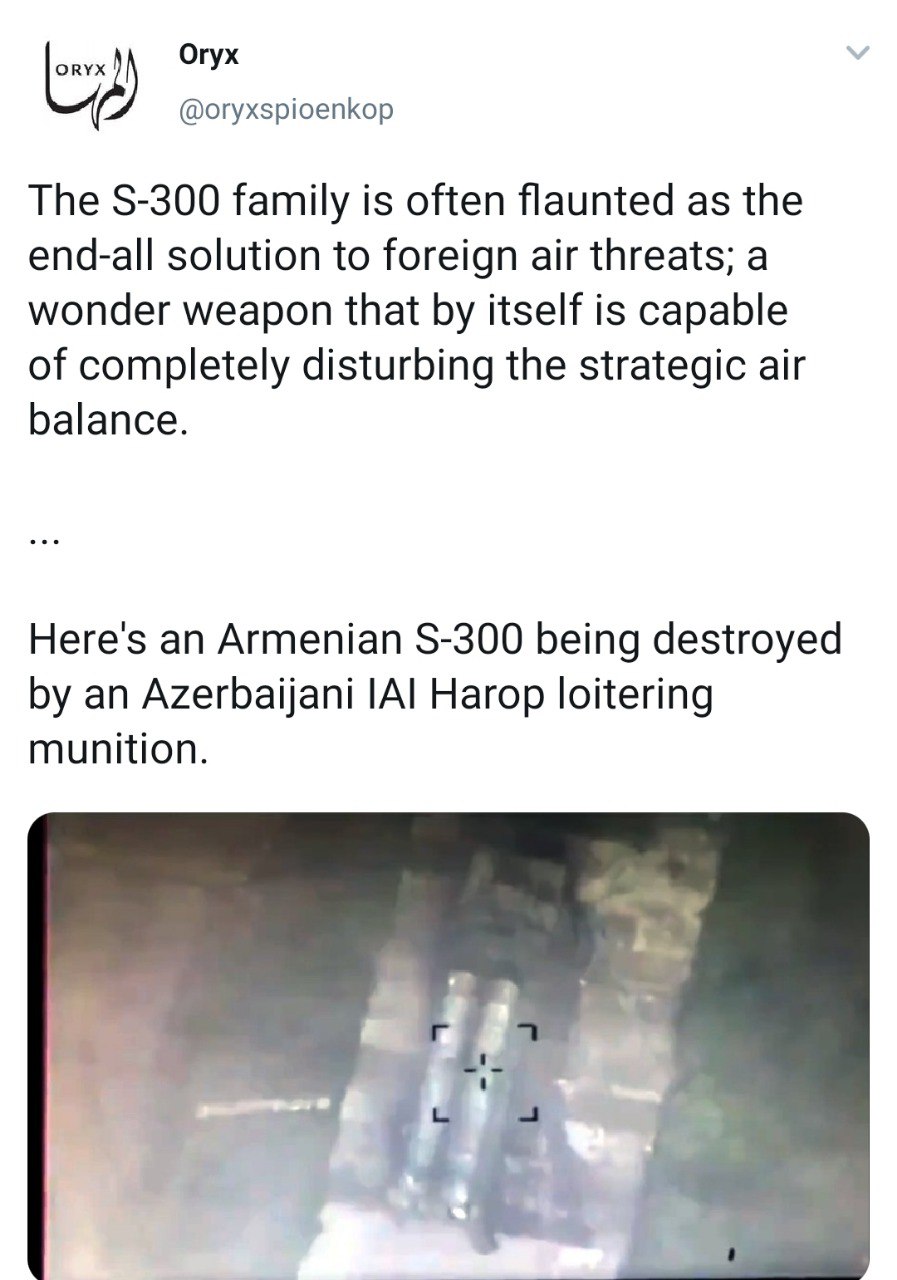 ORYX
Oryx
@oryxspioenkop
The S-300 family is often flaunted as the
end-all solution to foreign air threats; a
wonder weapon that by itself is capable
of completely disturbing the strategic air
balance.
...
Here's an Armenian S-300 being destroyed
by an Azerbaijani IAI Harop loitering
munition.